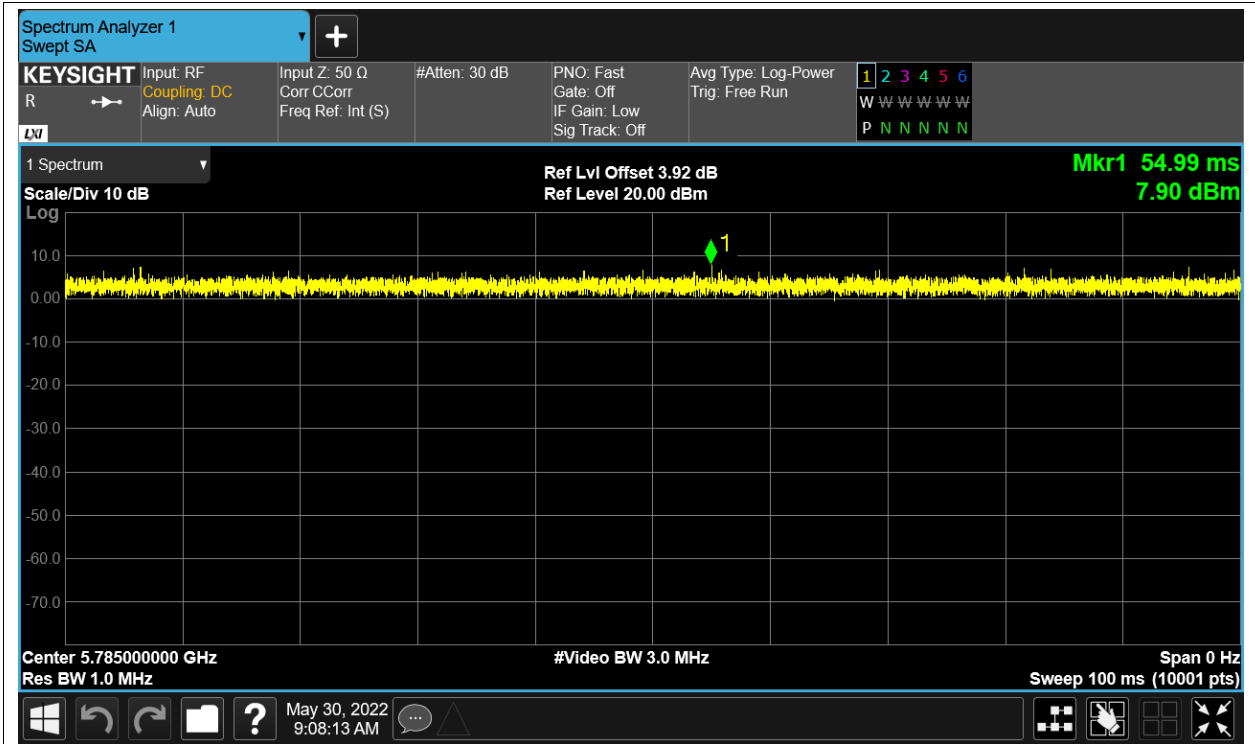 Spectrum Analyzer 1
Swept SA
KEYSIGHT
R
LXI
Input: RF
Coupling: DC
Align: Auto
Input Z: 50 Ω
Corr CCorr
Freq Ref: Int (S)
#Atten: 30 dB
PNO: Fast
Gate: Off
IF Gain: Low
Sig Track: Off
Avg Type: Log-Power
Trig: Free Run
1 2 3 4 5 6
W W W W W W
P N N N N N
1 Spectrum
Scale/Div 10 dB
Log
Ref Lvl Offset 3.92 dB
Ref Level 20.00 dBm
Mkr1 54.99 ms
7.90 dBm
1
10.0
0.00
-10.0
-20.0
-30.0
-40.0
-50.0
-60.0
-70.0
Center 5.785000000 GHz
Res BW 1.0 MHz
#Video BW 3.0 MHz
Span 0 Hz
Sweep 100 ms (10001 pts)
?
May 30, 2022
9:08:13 AM